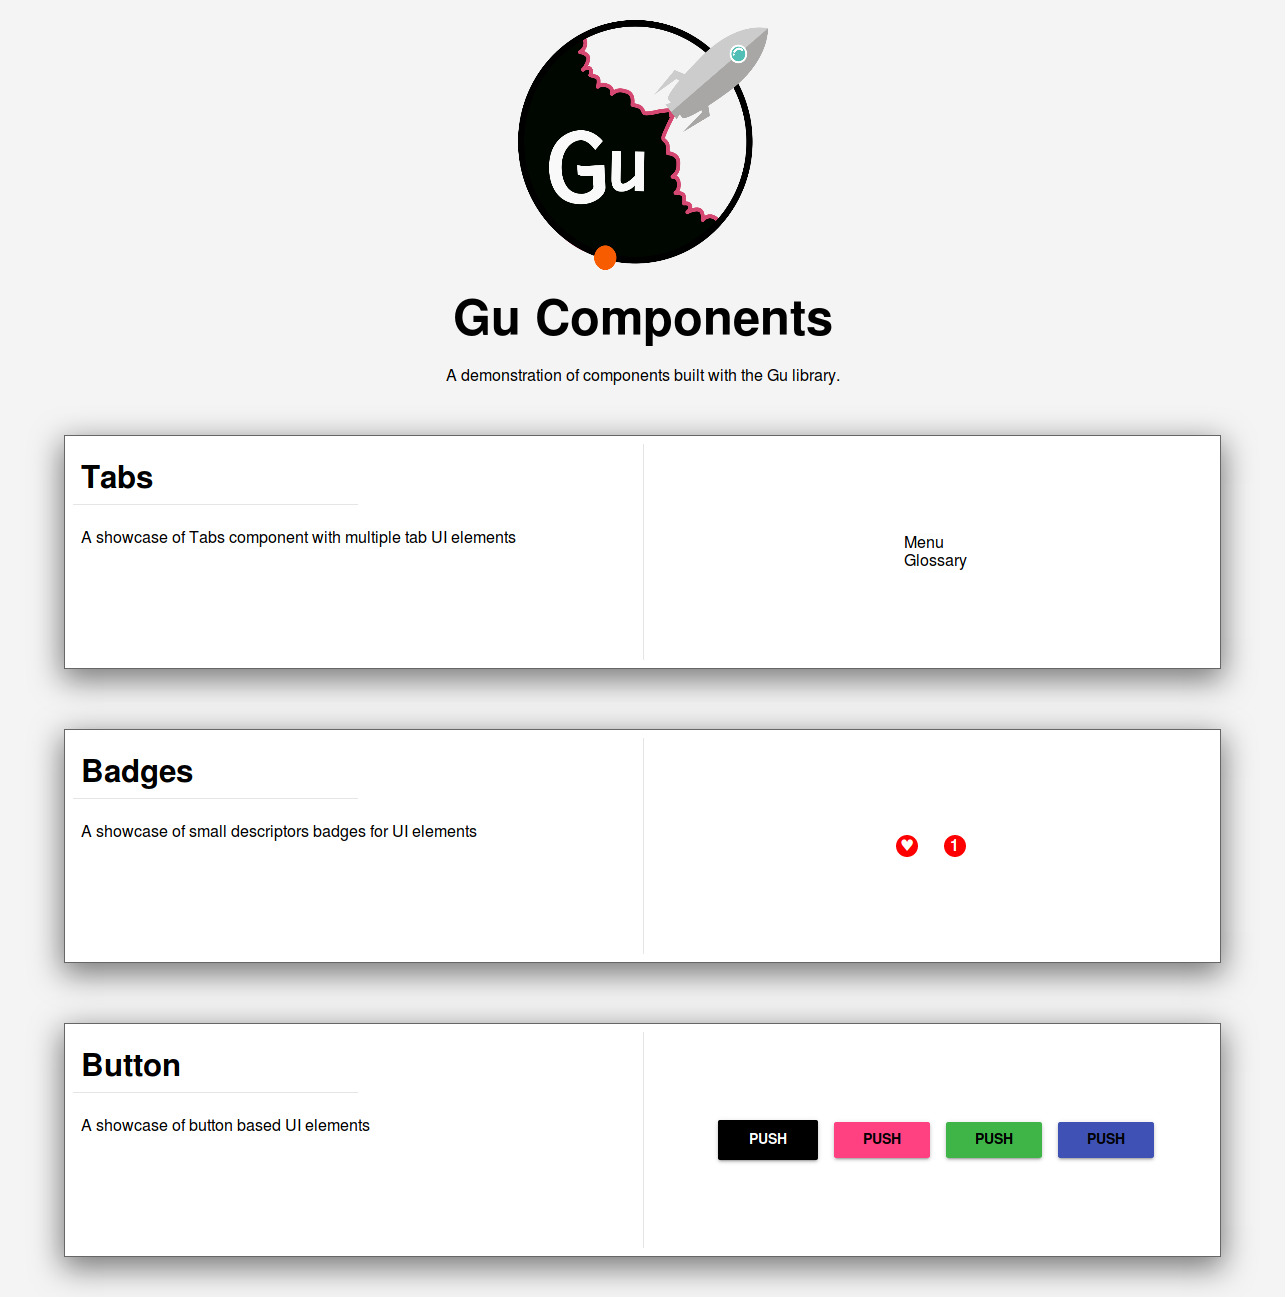 Gu
Gu Components
A demonstration of components built with the Gu library.
Tabs
A showcase of Tabs component with multiple tab UI elements
Menu
Glossary
Badges
A showcase of small descriptors badges for UI elements
1
Button
A showcase of button based UI elements
PUSH PUSH PUSH PUSH